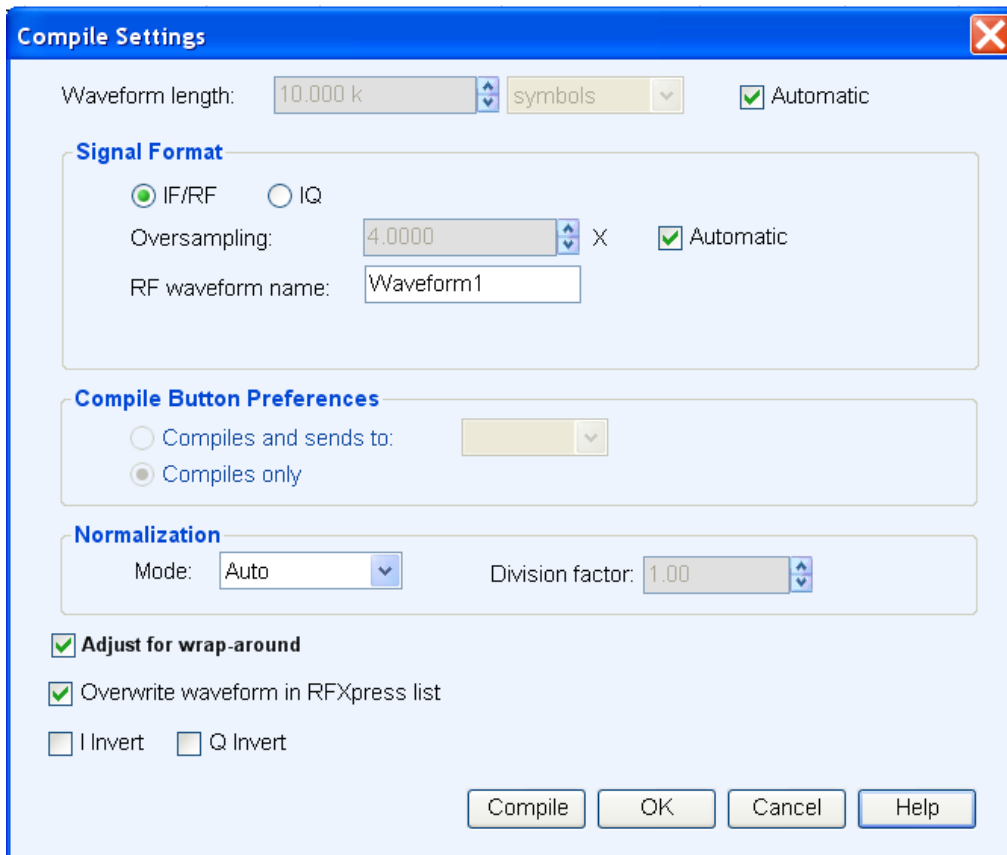 Compile Settings
Waveform length: 10.000 k symbols Automatic
Signal Format
IF/RF IQ
Oversampling: 4.0000 X Automatic
RF waveform name: Waveform1
Compile Button Preferences
Compiles and sends to:
Compiles only
Normalization
Mode: Auto Division factor: 1.00
Adjust for wrap-around
Overwrite waveform in RFXpress list
I Invert Q Invert
Compile OK Cancel Help